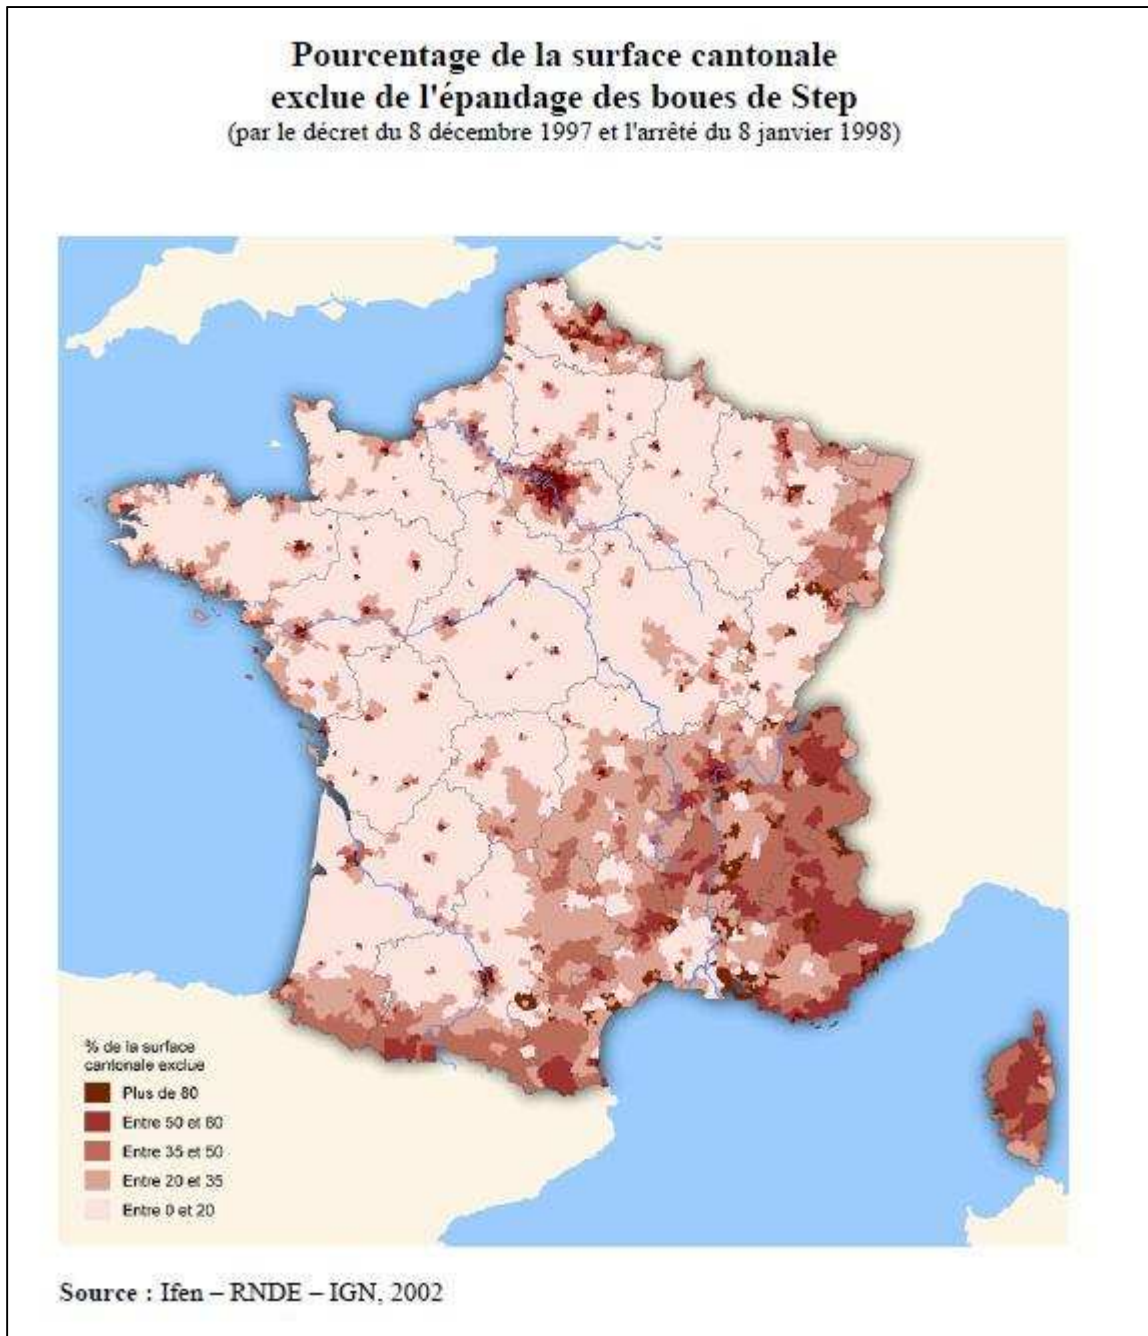 Pourcentage de la surface cantonale
exclue de l'épandage des boues de Step
(par le décret du 8 décembre 1997 et l'arrêté du 8 janvier 1998)
% de la surface
cantonale exclue
Plus de 80
Entre 50 et 80
Entre 35 et 50
Entre 20 et 35
Entre 0 et 20
Source : Ifen – RNDE – IGN, 2002